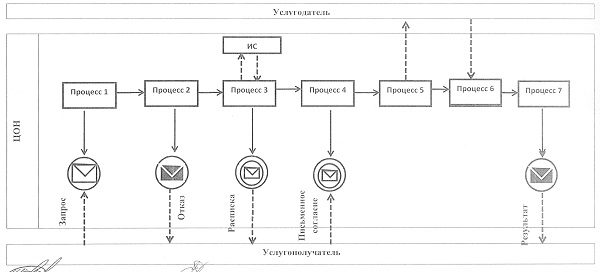 Услугодатель
ЦОН
ИС
Процесс 1
Процесс 2
Процесс 3
Процесс 4
Процесс 5
Процесс 6
Процесс 7
Запрос
Отказ
Расписка
Письменное
согласие
Результат
Услугополучатель